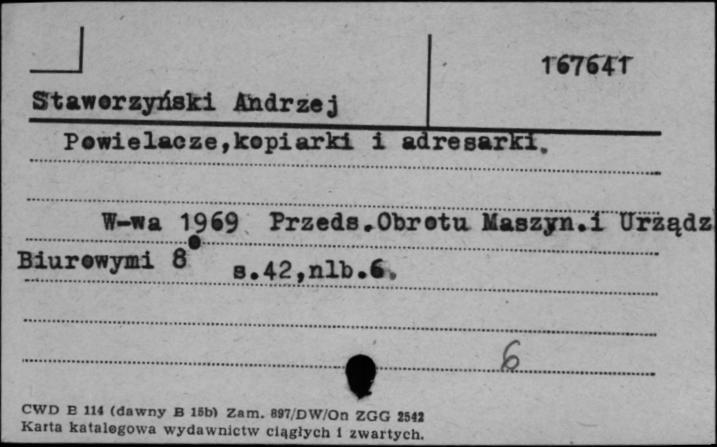 167641
Staworzyński Andrzej
Powielacze,kopiarki i adresarki.
W-wa 1969 Przeds.Obrotu Maszyn.i Urządz
Biurowymi 8° s.42,nlb.6.
6
CWD E 114 (dawny B 15b) Zam. 897/DW/On ZGG 2542
Karta katalogowa wydawnictw ciągłych i zwartych.